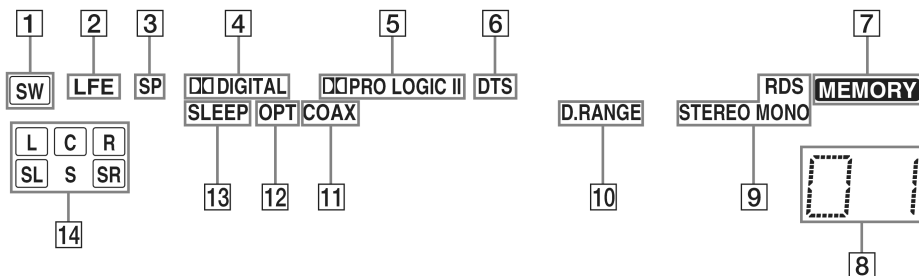 1 2 3 4 5 6 7
SW LFE SP DIGITAL PRO LOGIC II DTS RDS MEMORY
SLEEP OPT COAX D.RANGE STEREO MONO
L C R
SL S SR
14 13 12 11 10 9 8